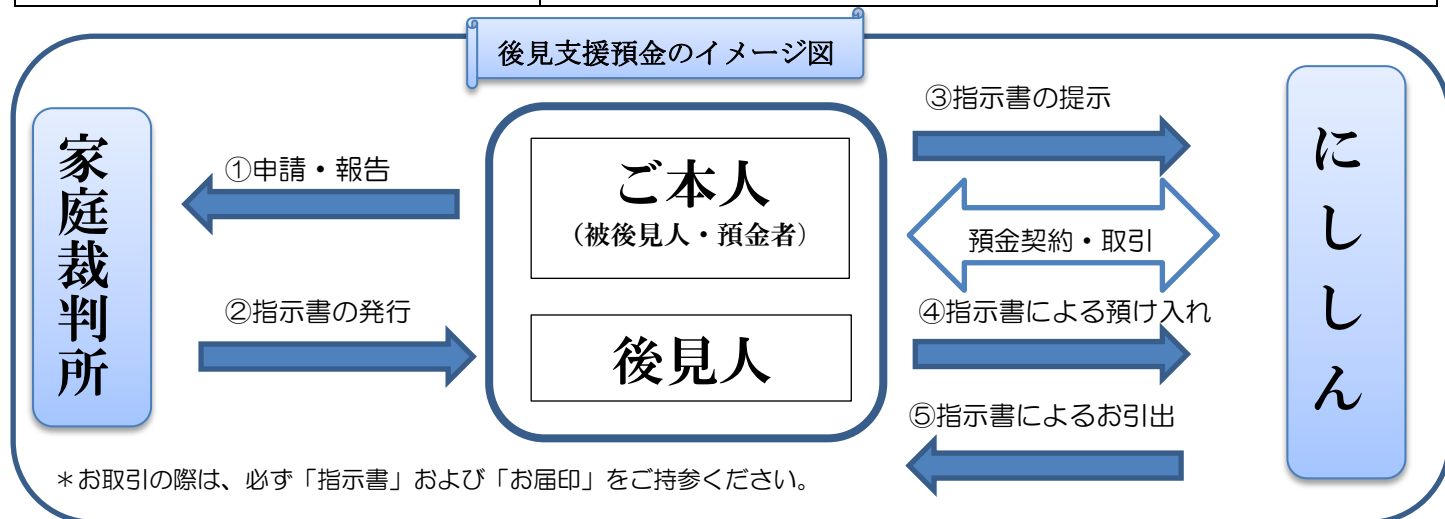 後見支援預金のイメージ図
家庭裁判所
①申請・報告
②指示書の発行
ご本人
（被後見人・預金者）
後見人
③指示書の提示
預金契約・取引
④指示書による預け入れ
⑤指示書によるお引出
にししん
＊お取引の際は、必ず「指示書」および「お届印」をご持参ください。